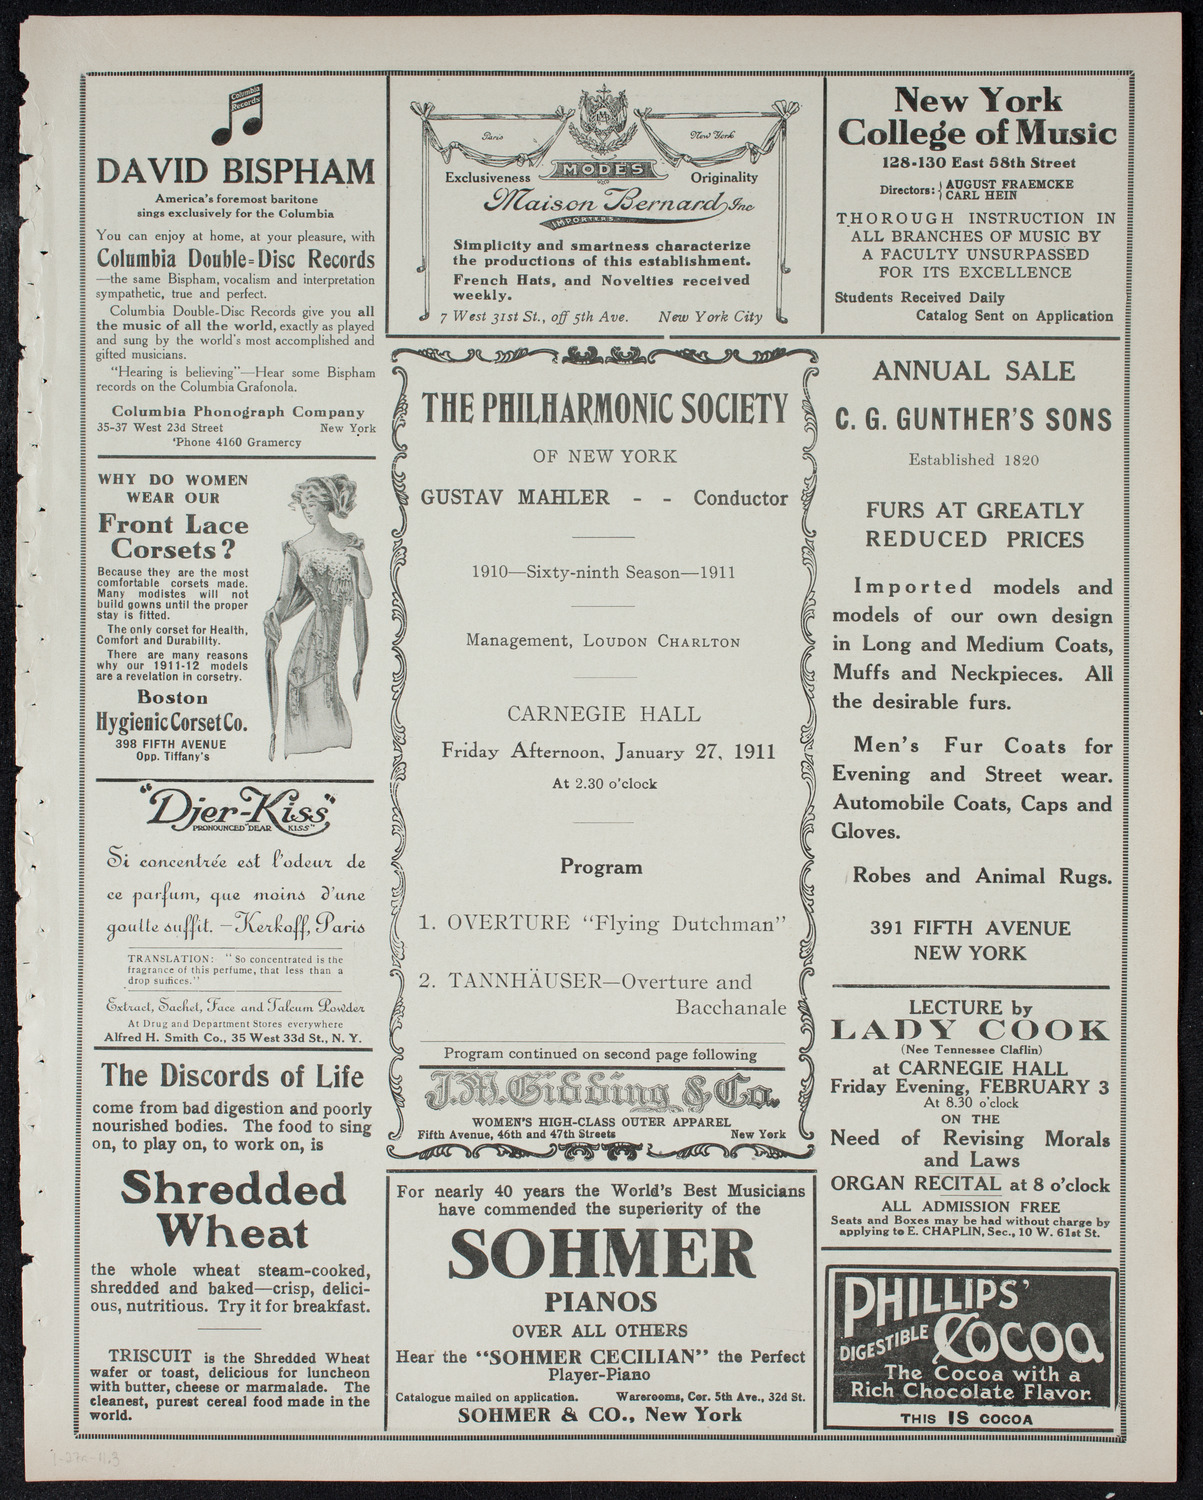 Columbia
Records
DAVID BISPHAM
America's foremost baritone
sings exclusively for the Columbia
You can enjoy at home, at your pleasure, with
Columbia Double-Disc Records
—the same Bispham, vocalism and interpretation
sympathetic, true and perfect.
Columbia Double-Disc Records give you all
the music of all the world, exactly as played
and sung by the world's most accomplished and
gifted musicians.
"Hearing is believing"—Hear some Bispham
records on the Columbia Grafonola.
Columbia Phonograph Company
35-37 West 23d Street New York
'Phone 4160 Gramercy
WHY DO WOMEN
WEAR OUR
Front Lace
Corsets?
Because they are the most
comfortable corsets made.
Many modistes will not
build gowns until the proper
stay is fitted.
The only corset for Health,
Comfort and Durability.
There are many reasons
why our 1911-12 models
are a revelation in corsetry.
Boston
Hygienic Corset Co.
398 FIFTH AVENUE
Opp. Tiffany's
"Djer-Kiss"
PRONOUNCED "DEAR KISS"
Si concentrée est l'odeur de
ce parfum, que moins d'une
goutte suffit. —Kerkoff, Paris
TRANSLATION: "So concentrated is the
fragrance of this perfume, that less than a
drop suffices."
Extract, Sachet, Face and Talcum Powder
At Drug and Department Stores everywhere
Alfred H. Smith Co., 35 West 33d St., N. Y.
The Discords of Life
come from bad digestion and poorly
nourished bodies. The food to sing
on, to play on, to work on, is
Shredded
Wheat
the whole wheat steam-cooked,
shredded and baked—crisp, delici-
ous, nutritious. Try it for breakfast.
TRISCUIT is the Shredded Wheat
wafer or toast, delicious for luncheon
with butter, cheese or marmalade. The
cleanest, purest cereal food made in the
world.
Paris New York
MODES
Exclusiveness Originality
Maison Bernard Inc
IMPORTERS
Simplicity and smartness characterize
the productions of this establishment.
French Hats, and Novelties received
weekly.
7 West 31st St., off 5th Ave. New York City
THE PHILHARMONIC SOCIETY
OF NEW YORK
GUSTAV MAHLER - - Conductor
1910—Sixty-ninth Season—1911
Management, LOUDON CHARLTON
CARNEGIE HALL
Friday Afternoon, January 27, 1911
At 2.30 o'clock
Program
1. OVERTURE "Flying Dutchman"
2. TANNHÄUSER—Overture and
Bacchanale
Program continued on second page following
J.M. Gidding & Co.
WOMEN'S HIGH-CLASS OUTER APPAREL
Fifth Avenue, 46th and 47th Streets New York
For nearly 40 years the World's Best Musicians
have commended the superiority of the
SOHMER
PIANOS
OVER ALL OTHERS
Hear the "SOHMER CECILIAN" the Perfect
Player-Piano
Catalogue mailed on application. Warerooms, Cor. 5th Ave., 32d St.
SOHMER & CO., New York
New York
College of Music
128-130 East 58th Street
Directors: AUGUST FRAEMCKE
CARL HEIN
THOROUGH INSTRUCTION IN
ALL BRANCHES OF MUSIC BY
A FACULTY UNSURPASSED
FOR ITS EXCELLENCE
Students Received Daily
Catalog Sent on Application
ANNUAL SALE
C. G. GUNTHER'S SONS
Established 1820
FURS AT GREATLY
REDUCED PRICES
Imported models and
models of our own design
in Long and Medium Coats,
Muffs and Neckpieces. All
the desirable furs.
Men's Fur Coats for
Evening and Street wear.
Automobile Coats, Caps and
Gloves.
Robes and Animal Rugs.
391 FIFTH AVENUE
NEW YORK
LECTURE by
LADY COOK
(Nee Tennessee Claflin)
at CARNEGIE HALL
Friday Evening, FEBRUARY 3
At 8.30 o'clock
ON THE
Need of Revising Morals
and Laws
ORGAN RECITAL at 8 o'clock
ALL ADMISSION FREE
Seats and Boxes may be had without charge by
applying to E. CHAPLIN, Sec., 10 W. 61st St.
PHILLIPS'
DIGESTIBLE COCOA
The Cocoa with a
Rich Chocolate Flavor.
THIS IS COCOA